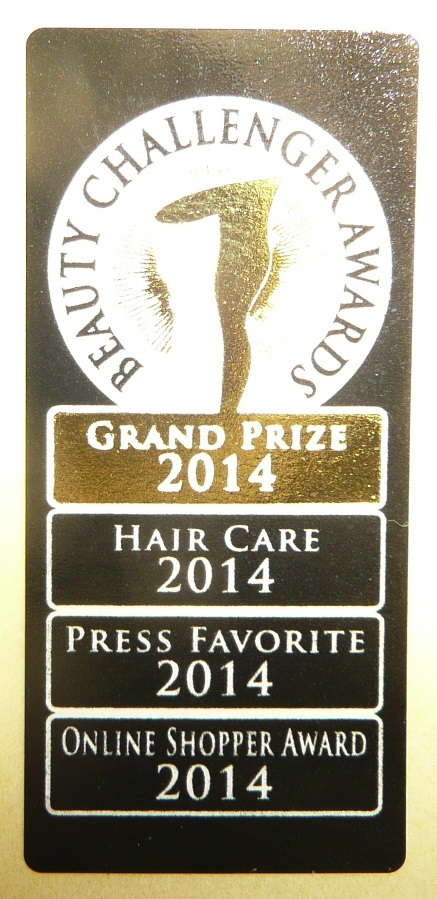 BEAUTY CHALLENGER AWARDS
GRAND PRIZE
2014
HAIR CARE
2014
PRESS FAVORITE
2014
ONLINE SHOPPER AWARD
2014